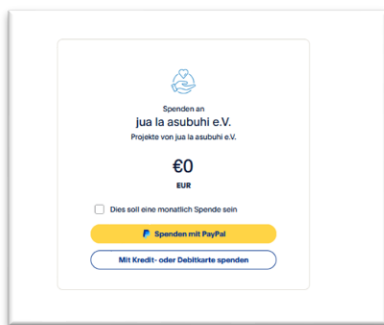 Spenden an
jua la asubuhi e.V.
Projekte von jua la asubuhi e.V.
€0
EUR
Dies soll eine monatlich Spende sein
Spenden mit PayPal
Mit Kredit- oder Debitkarte spenden